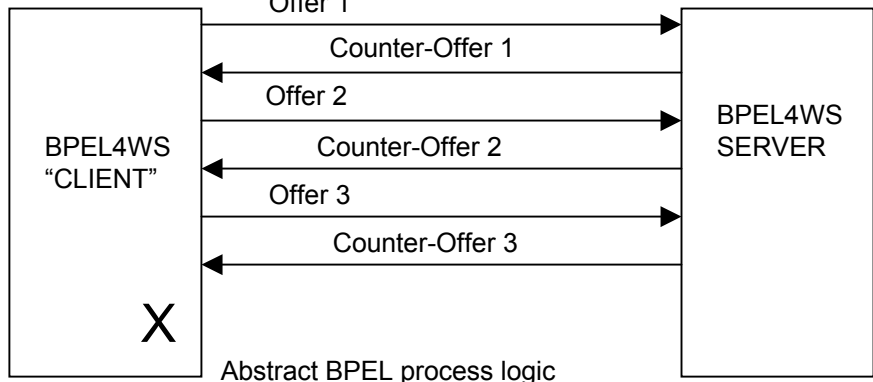 Offer 1
Counter-Offer 1
Offer 2
BPEL4WS
SERVER
BPEL4WS
“CLIENT”
Counter-Offer 2
Offer 3
Counter-Offer 3
X
Abstract BPEL process logic